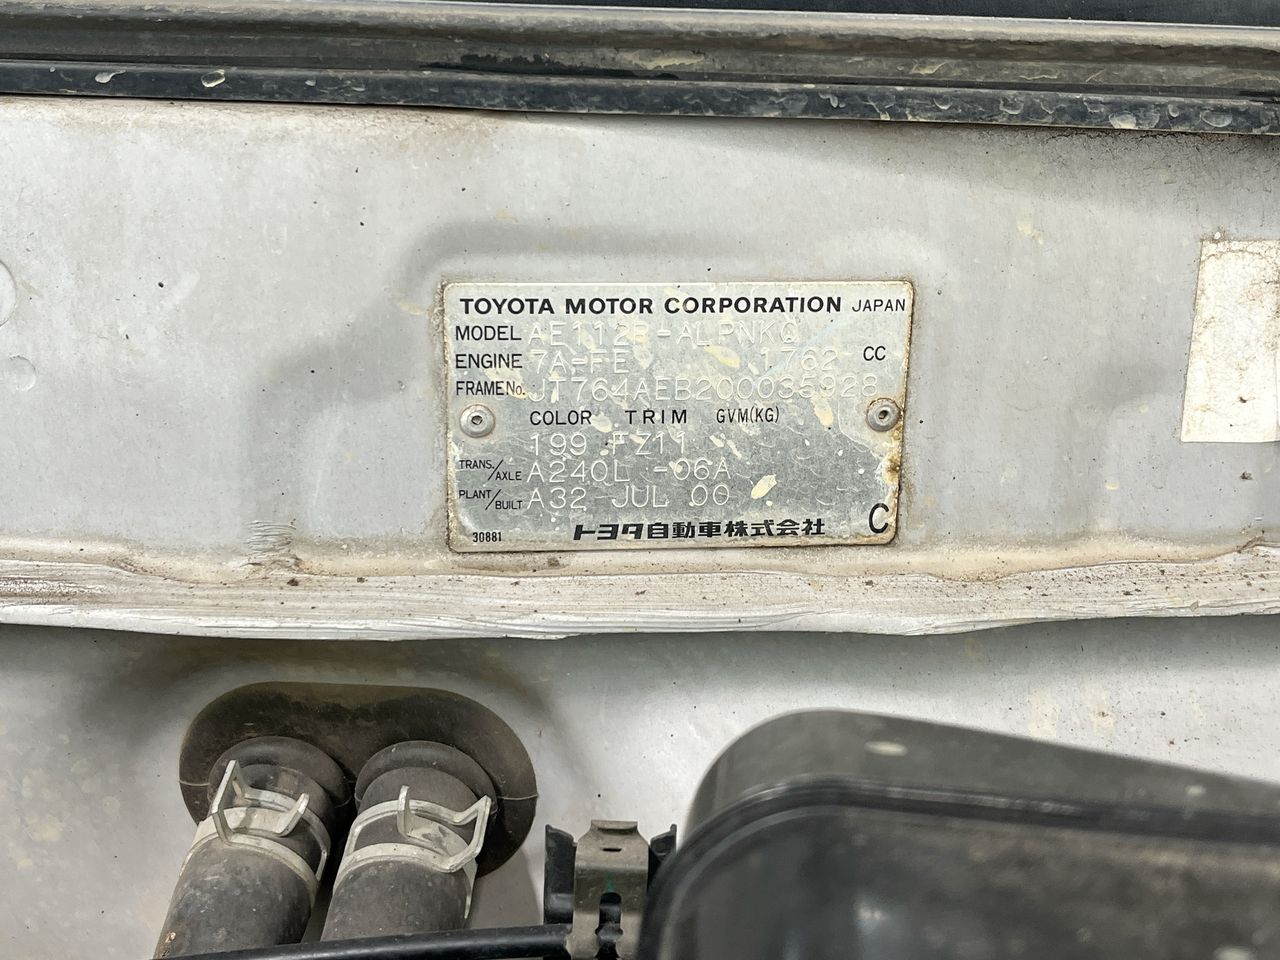 TOYOTA MOTOR CORPORATION JAPAN
MODEL AE112R-ALPNKQ
ENGINE 7A-FE 1762 CC
FRAME No. JT764AEB200035928
COLOR TRIM GVM(KG)
199 FZ11
TRANS./AXLE A240L -06A
PLANT/BUILT A32-JUL 00
30881 トヨタ自動車株式会社 C